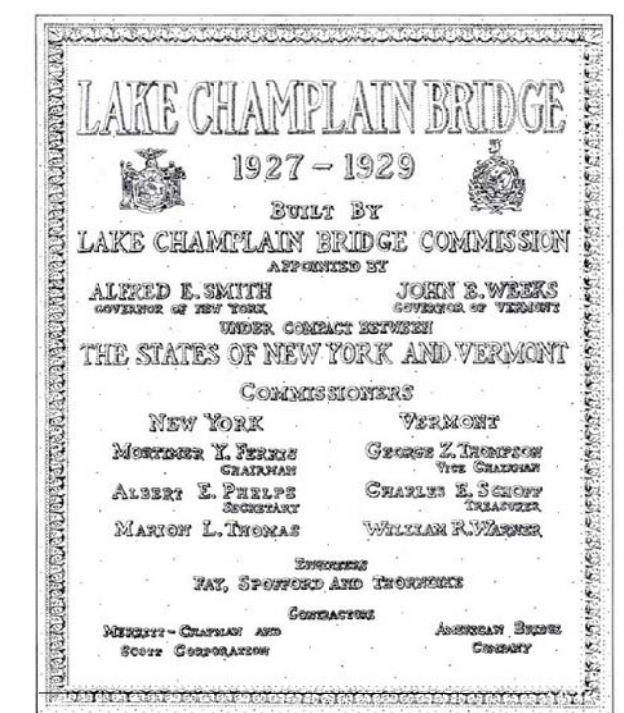 LAKE CHAMPLAIN BRIDGE
1927 - 1929
BUILT BY
LAKE CHAMPLAIN BRIDGE COMMISSION
APPOINTED BY
ALFRED E. SMITH JOHN E. WEEKS
GOVERNOR OF NEW YORK GOVERNOR OF VERMONT
UNDER COMPACT BETWEEN
THE STATES OF NEW YORK AND VERMONT
COMMISSIONERS
NEW YORK VERMONT
MORTIMER Y. FERRIS GEORGE Z. THOMPSON
CHAIRMAN VICE CHAIRMAN
ALBERT E. PHELPS CHARLES E. SCHOFF
SECRETARY TREASURER
MARION L. THOMAS WILLIAM R. WARNER
ENGINEERS
FAY, SPOFFORD AND THORNDIKE
CONTRACTORS
MERRITT-CHAPMAN AND AMERICAN BRIDGE
SCOTT CORPORATION COMPANY